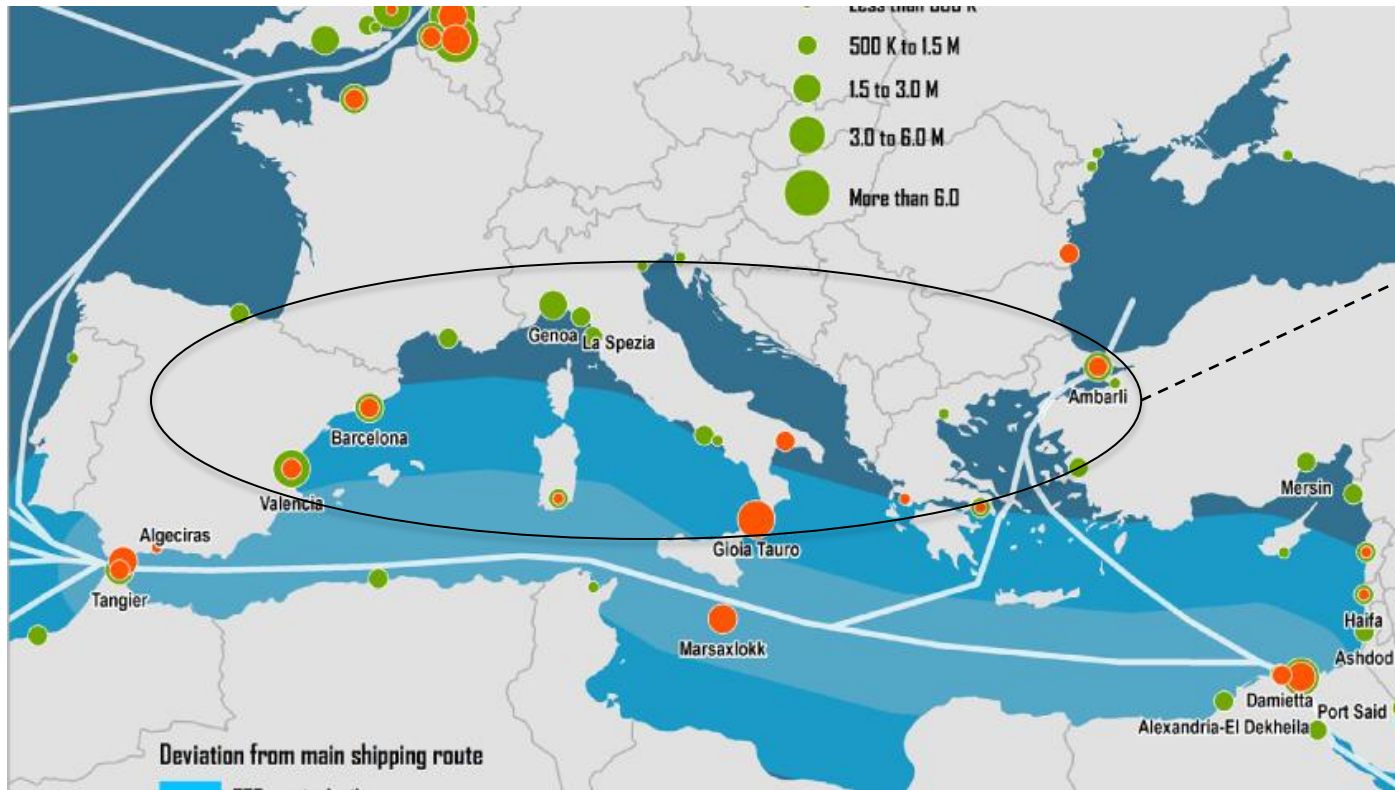 500 K to 1.5 M
1.5 to 3.0 M
3.0 to 6.0 M
More than 6.0
Genoa
La Spezia
Ambarli
Barcelona
Valencia
Mersin
Algeciras
Gioia Tauro
Tangier
Haifa
Marsaxlokk
Ashdod
Damietta
Port Said
Alexandria-El Dekheila
Deviation from main shipping route